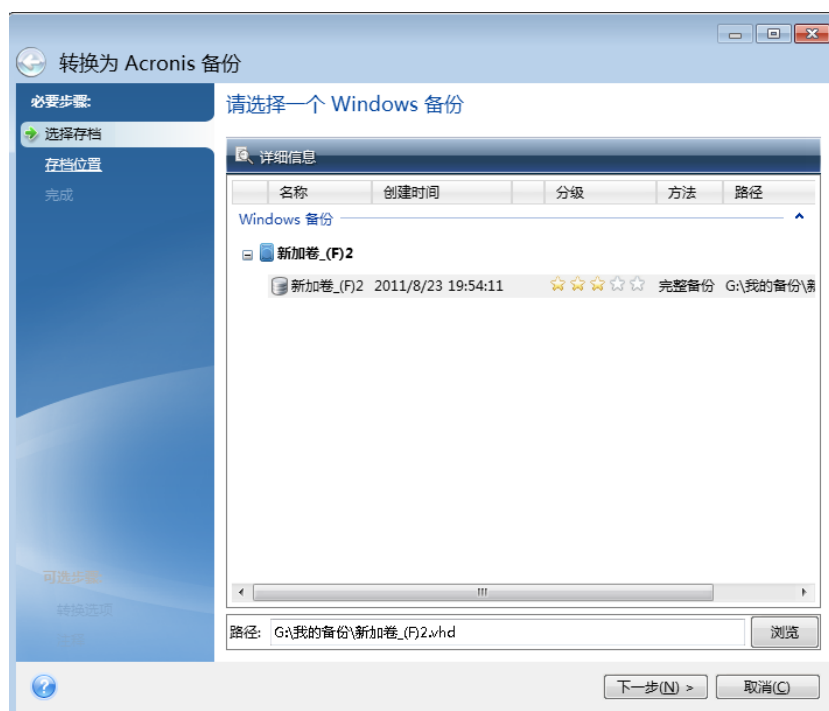 转换为 Acronis 备份
必要步骤:
选择存档
存档位置
完成
请选择一个 Windows 备份
详细信息
名称 创建时间 分级 方法 路径
Windows 备份
新加卷_(F)2
新加卷_(F)2 2011/8/23 19:54:11 完整备份 G:\我的备份\新
可选步骤:
转换选项
路径: G:\我的备份\新加卷_(F)2.vhd 浏览
下一步(N) > 取消(C)